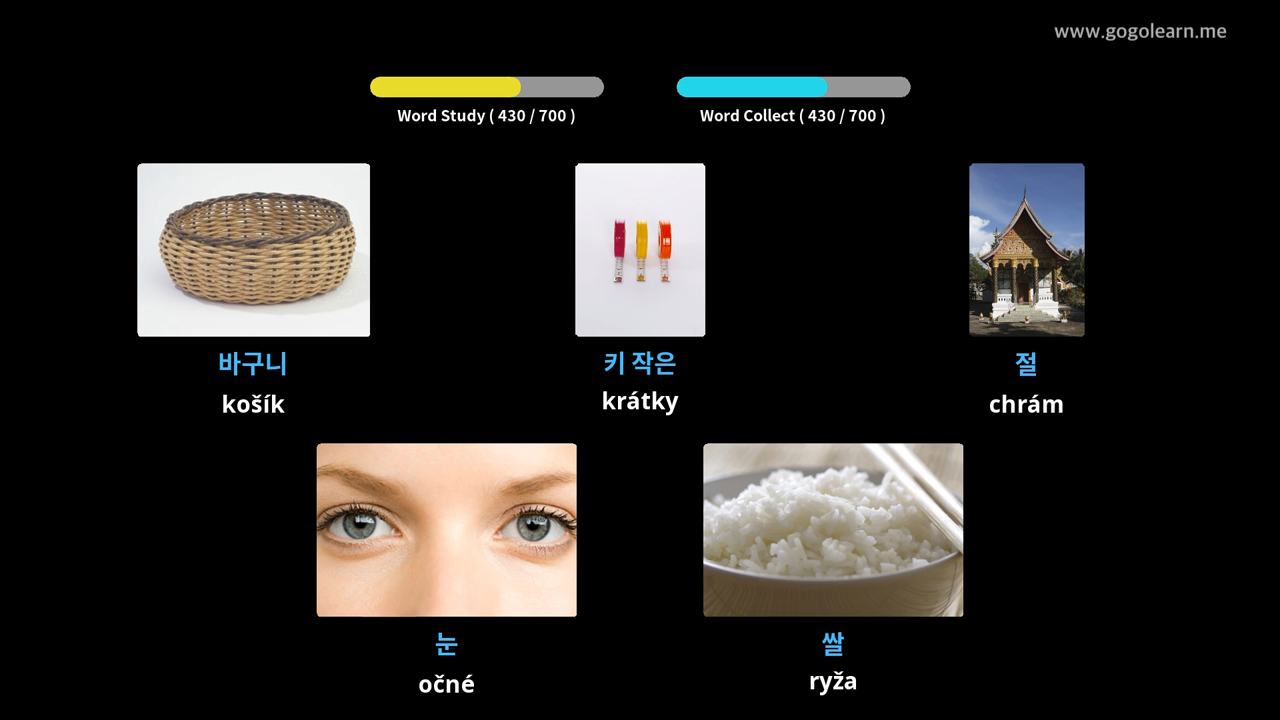 www.gogolearn.me
Word Study ( 430 / 700 )
Word Collect ( 430 / 700 )
바구니
košík
키 작은
krátky
절
chrám
눈
očné
쌀
ryža